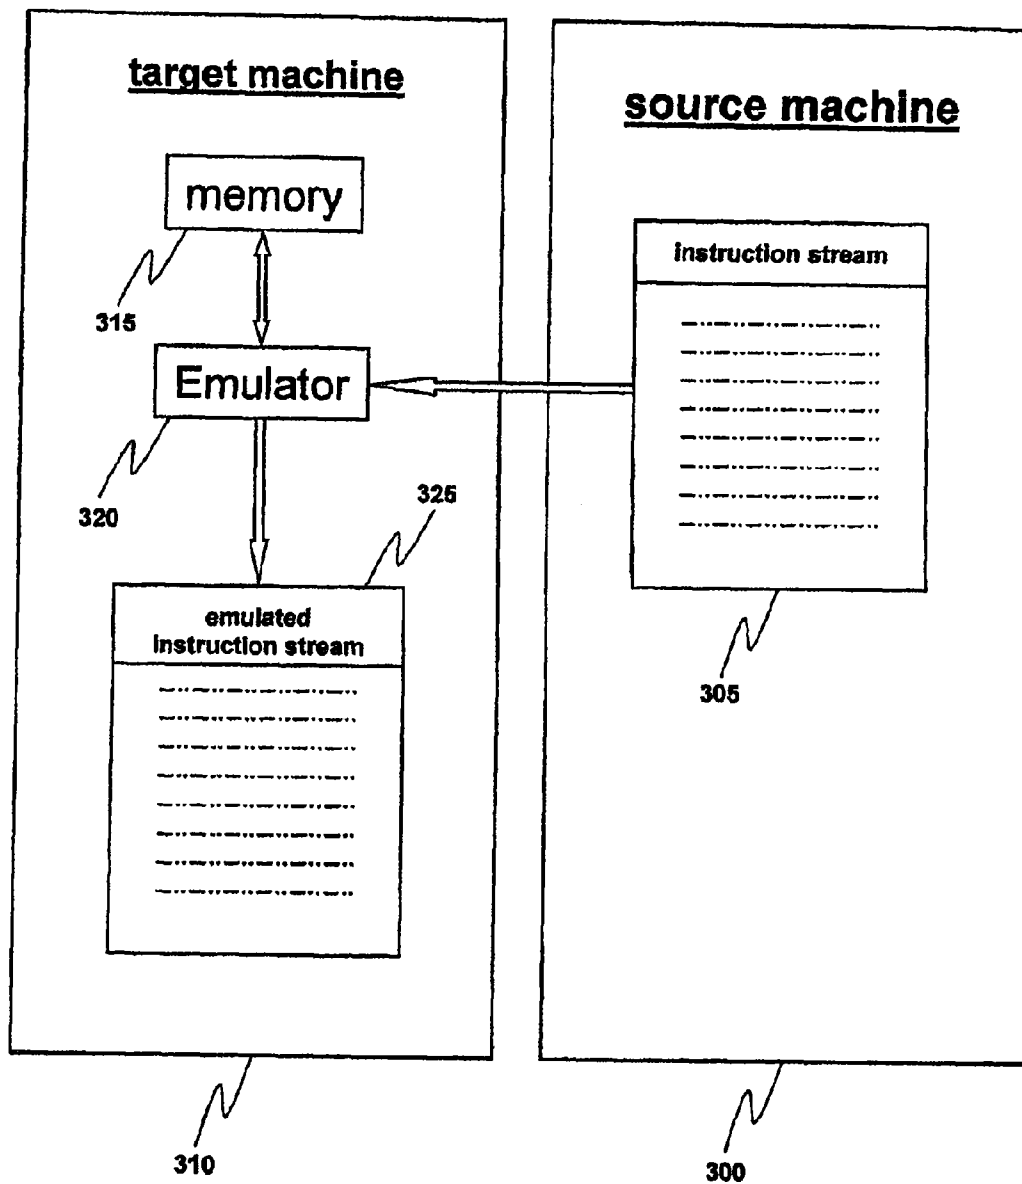 target machine
memory
315
Emulator
320
325
emulated
instruction stream
310
source machine
instruction stream
305
300